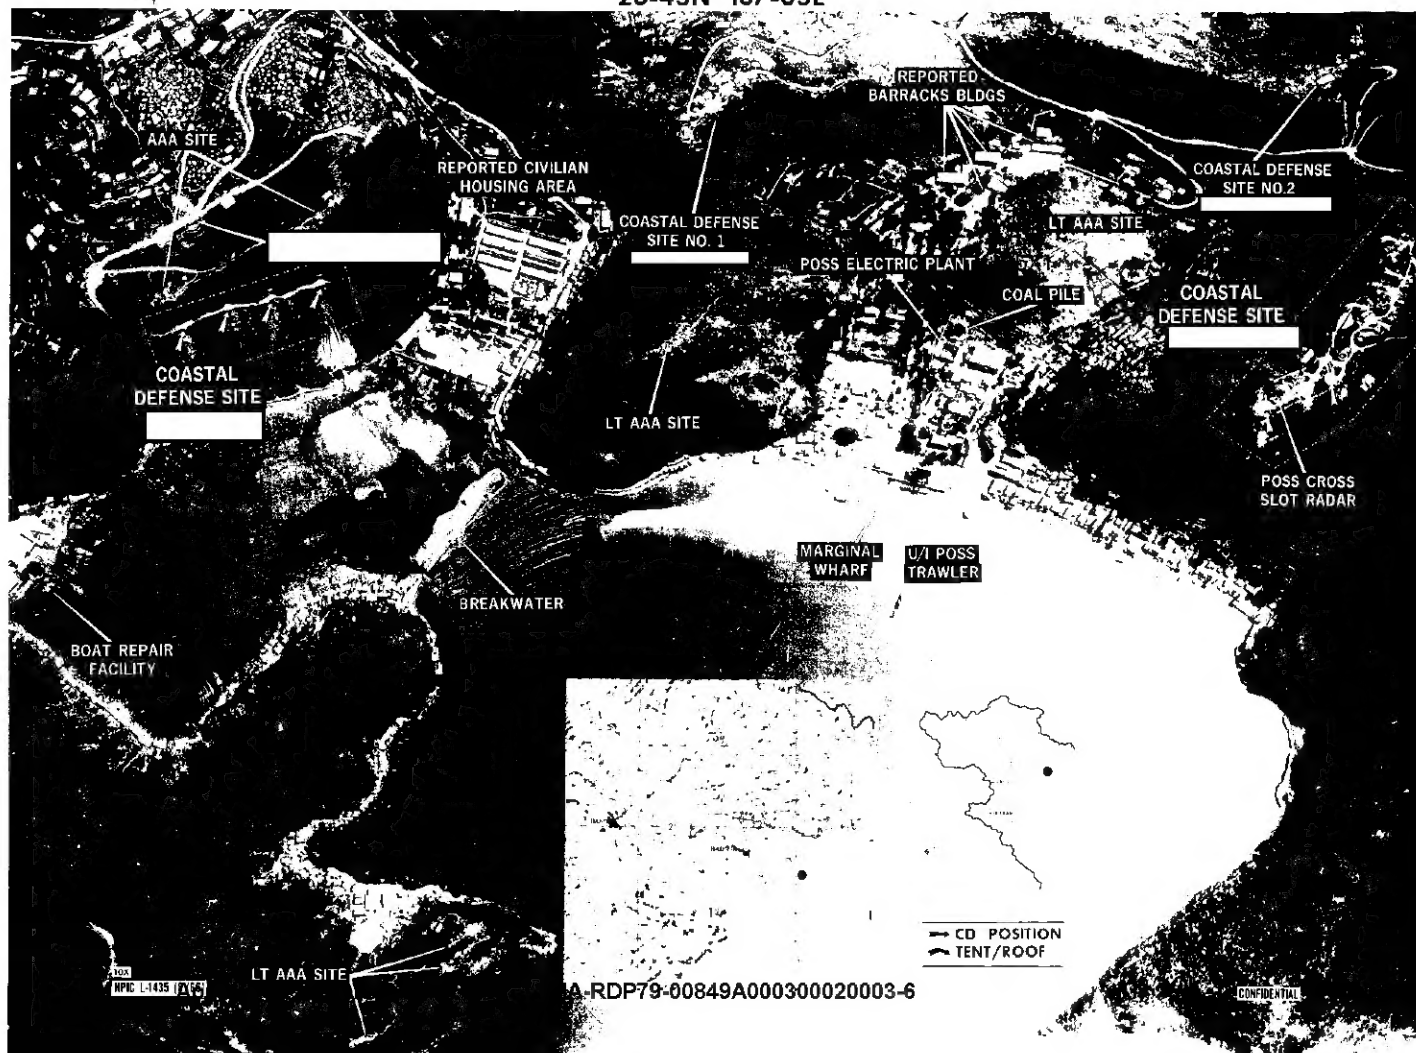 AAA SITE
REPORTED CIVILIAN
HOUSING AREA
COASTAL DEFENSE
SITE NO. 1
REPORTED
BARRACKS BLDGS
COASTAL DEFENSE
SITE NO.2
LT AAA SITE
POSS ELECTRIC PLANT
COAL PILE
COASTAL
DEFENSE SITE
COASTAL
DEFENSE SITE
LT AAA SITE
POSS CROSS
SLOT RADAR
MARGINAL
WHARF
U/I POSS
TRAWLER
BREAKWATER
BOAT REPAIR
FACILITY
CD POSITION
TENT/ROOF
LT AAA SITE
10X
NPIC L-1435
A-RDP79-00849A000300020003-6
CONFIDENTIAL